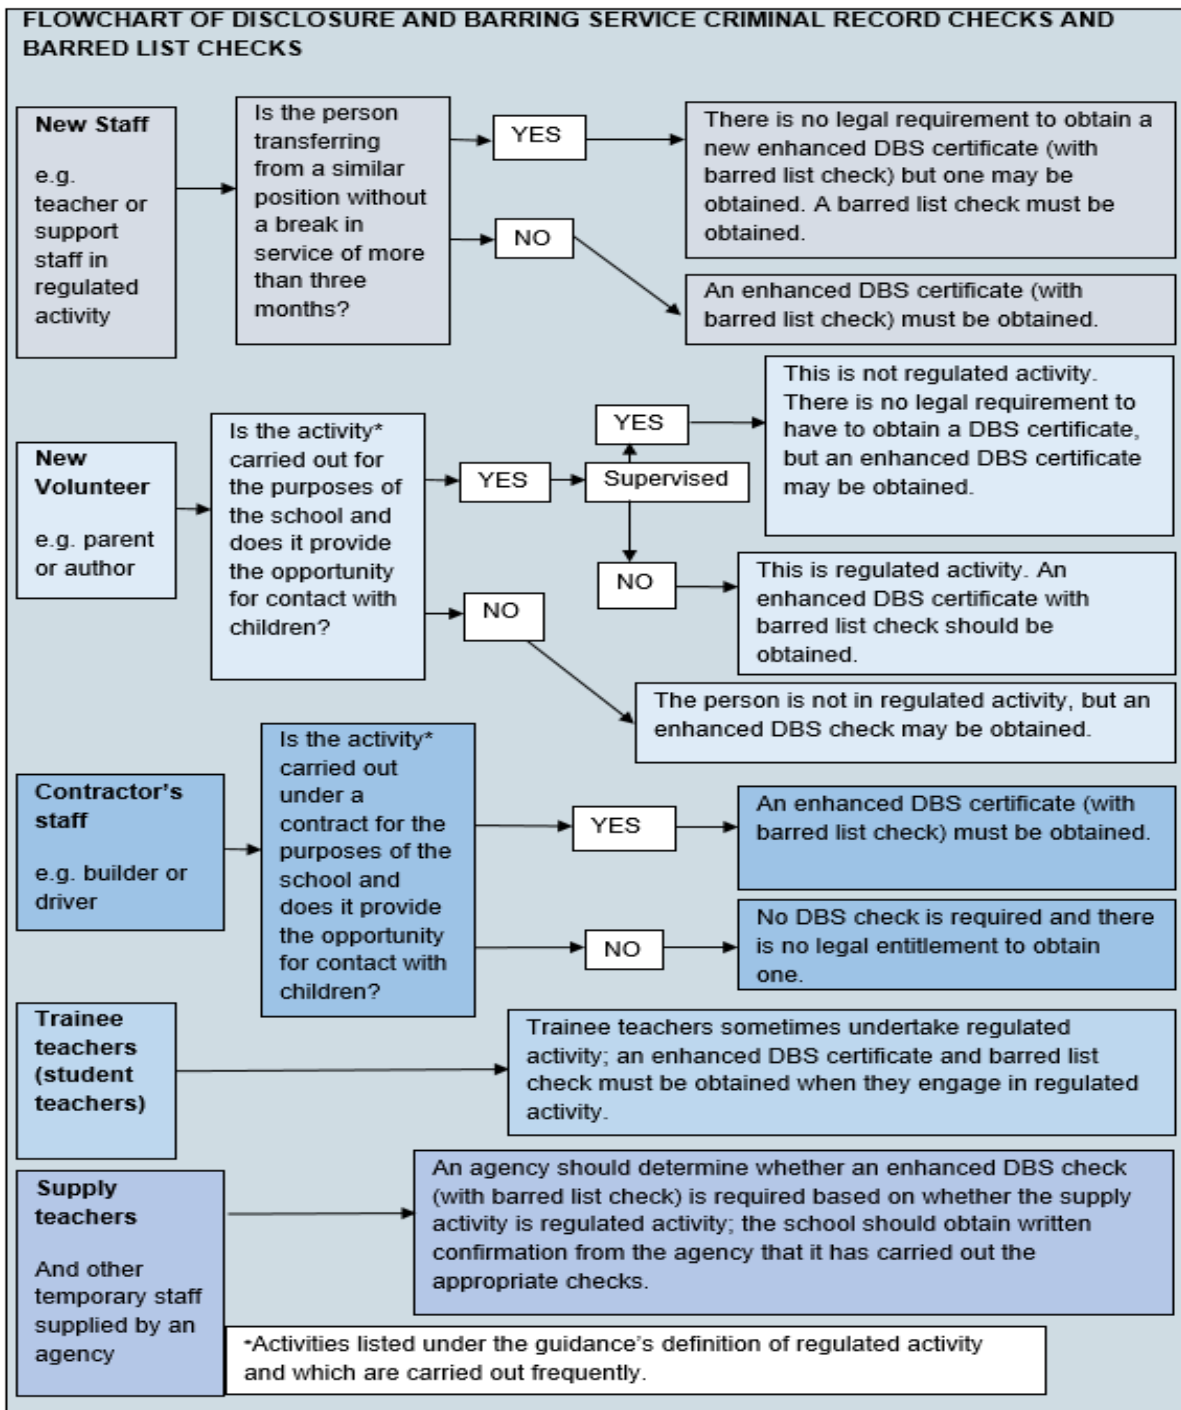 FLOWCHART OF DISCLOSURE AND BARRING SERVICE CRIMINAL RECORD CHECKS AND
BARRED LIST CHECKS
New Staff
e.g.
teacher or
support
staff in
regulated
activity
Is the person
transferring
from a similar
position without
a break in
service of more
than three
months?
YES
There is no legal requirement to obtain a
new enhanced DBS certificate (with
barred list check) but one may be
obtained. A barred list check must be
obtained.
NO
An enhanced DBS certificate (with
barred list check) must be obtained.
New
Volunteer
e.g. parent
or author
Is the activity*
carried out for
the purposes of
the school and
does it provide
the opportunity
for contact with
children?
YES
Supervised
YES
This is not regulated activity.
There is no legal requirement to
have to obtain a DBS certificate,
but an enhanced DBS certificate
may be obtained.
NO
This is regulated activity. An
enhanced DBS certificate with
barred list check should be
obtained.
NO
The person is not in regulated activity, but an
enhanced DBS check may be obtained.
Contractor's
staff
e.g. builder or
driver
Is the activity*
carried out
under a
contract for the
purposes of the
school and
does it provide
the opportunity
for contact with
children?
YES
An enhanced DBS certificate (with
barred list check) must be obtained.
NO
No DBS check is required and there
is no legal entitlement to obtain
one.
Trainee
teachers
(student
teachers)
Trainee teachers sometimes undertake regulated
activity; an enhanced DBS certificate and barred list
check must be obtained when they engage in regulated
activity.
Supply
teachers
And other
temporary staff
supplied by an
agency
An agency should determine whether an enhanced DBS check
(with barred list check) is required based on whether the supply
activity is regulated activity; the school should obtain written
confirmation from the agency that it has carried out the
appropriate checks.
*Activities listed under the guidance's definition of regulated activity
and which are carried out frequently.